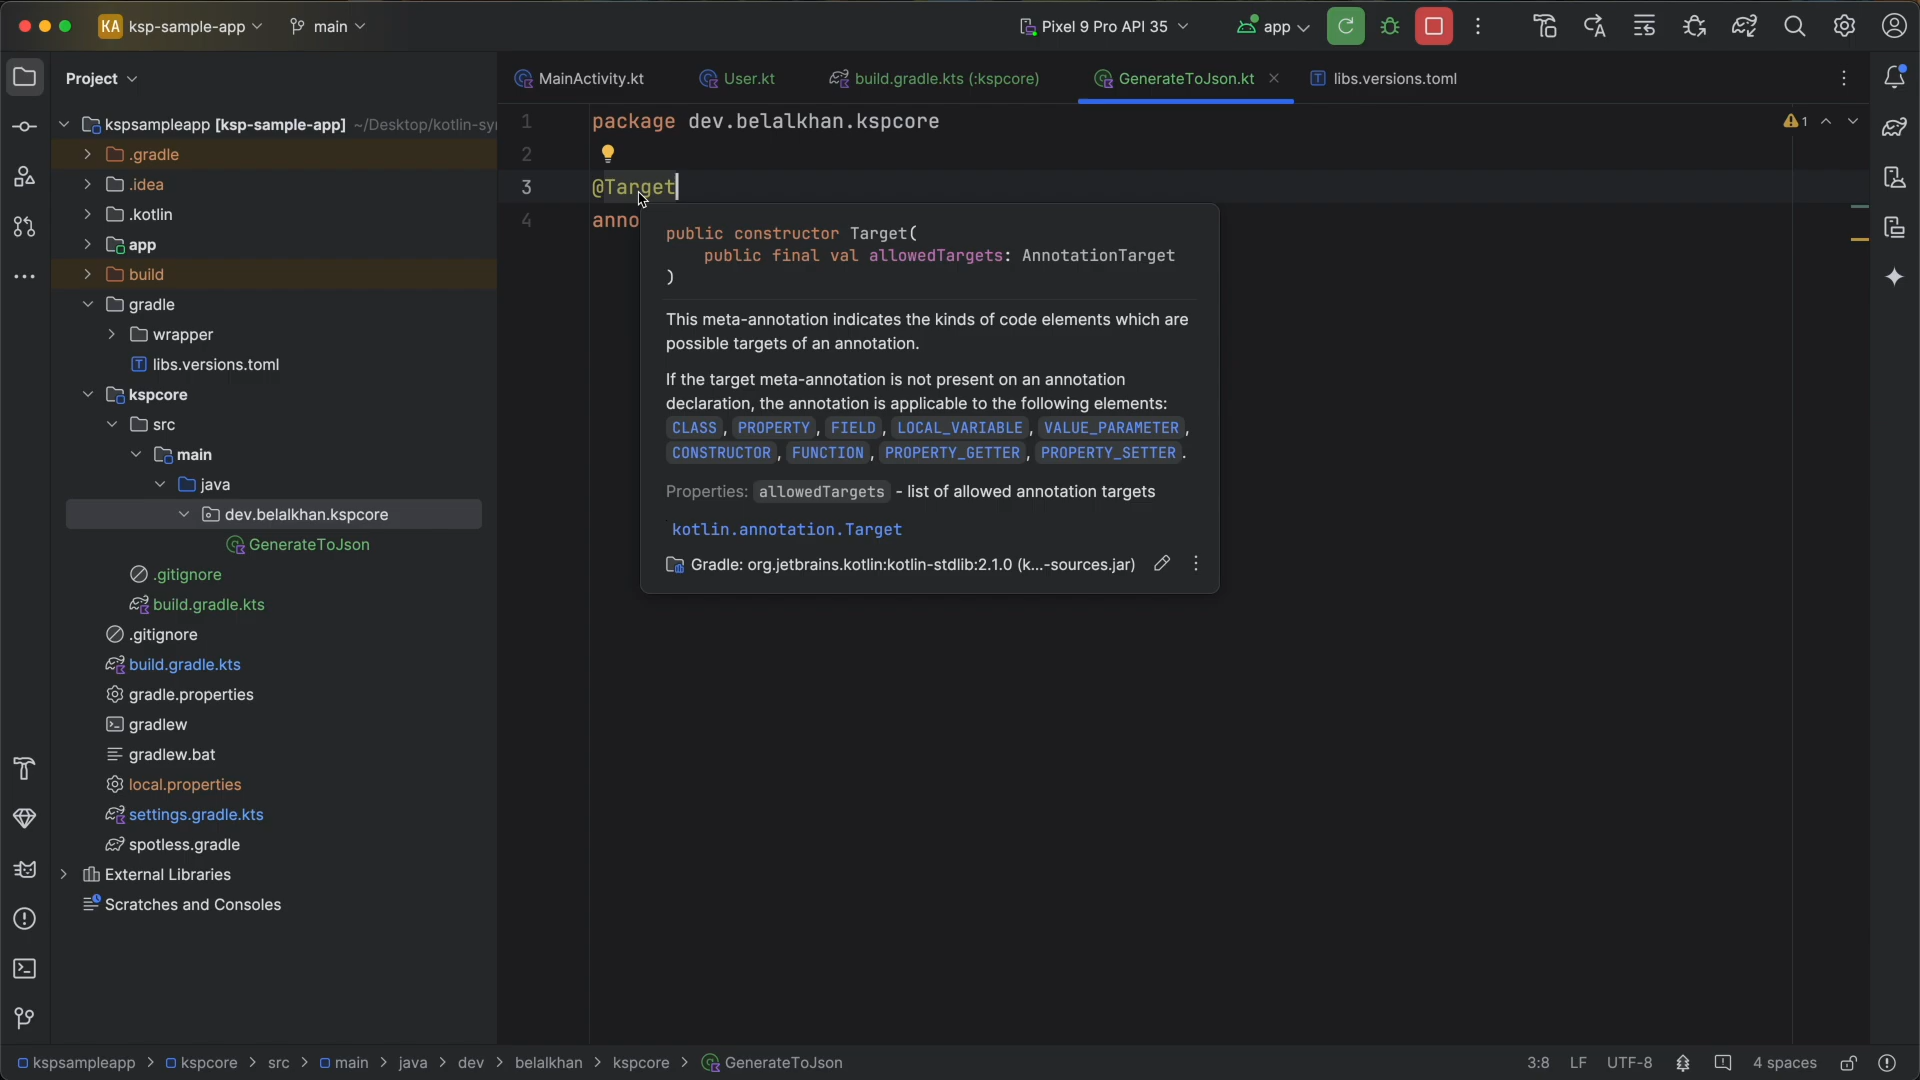 KA ksp-sample-app main Pixel 9 Pro API 35 app
Project MainActivity.kt User.kt build.gradle.kts (:kspcore) GenerateToJson.kt libs.versions.toml
kspsampleapp [ksp-sample-app] ~/Desktop/kotlin-sy
.gradle
.idea
.kotlin
app
build
gradle
wrapper
libs.versions.toml
kspcore
src
main
java
dev.belalkhan.kspcore
GenerateToJson
.gitignore
build.gradle.kts
.gitignore
build.gradle.kts
gradle.properties
gradlew
gradlew.bat
local.properties
settings.gradle.kts
spotless.gradle
External Libraries
Scratches and Consoles
1 package dev.belalkhan.kspcore 1
2
3 @Target
4 anno
public constructor Target(
public final val allowedTargets: AnnotationTarget
)
This meta-annotation indicates the kinds of code elements which are
possible targets of an annotation.
If the target meta-annotation is not present on an annotation
declaration, the annotation is applicable to the following elements:
CLASS, PROPERTY, FIELD, LOCAL_VARIABLE, VALUE_PARAMETER,
CONSTRUCTOR, FUNCTION, PROPERTY_GETTER, PROPERTY_SETTER.
Properties: allowedTargets - list of allowed annotation targets
kotlin.annotation.Target
Gradle: org.jetbrains.kotlin:kotlin-stdlib:2.1.0 (k...-sources.jar)
kspsampleapp > kspcore > src > main > java > dev > belalkhan > kspcore > GenerateToJson 3:8 LF UTF-8 4 spaces